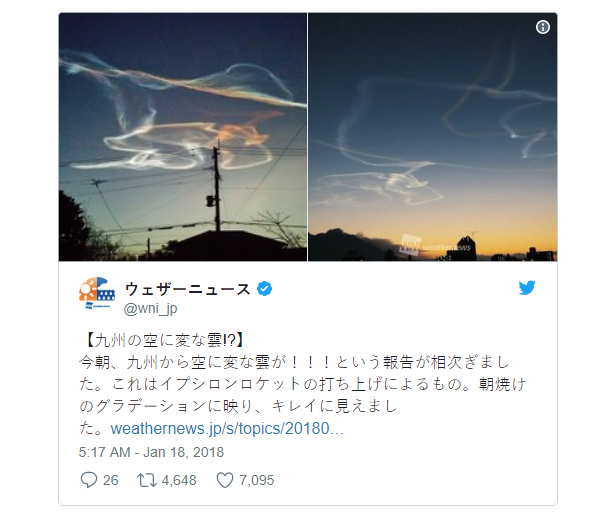 weathernews
ウェザーニュース
@wni_jp
【九州の空に変な雲!?】
今朝、九州から空に変な雲が！！！という報告が相次ぎまし
た。これはイプシロンロケットの打ち上げによるもの。朝焼け
のグラデーションに映り、キレイに見えまし
た。weathernews.jp/s/topics/20180…
5:17 AM - Jan 18, 2018
26 4,648 7,095